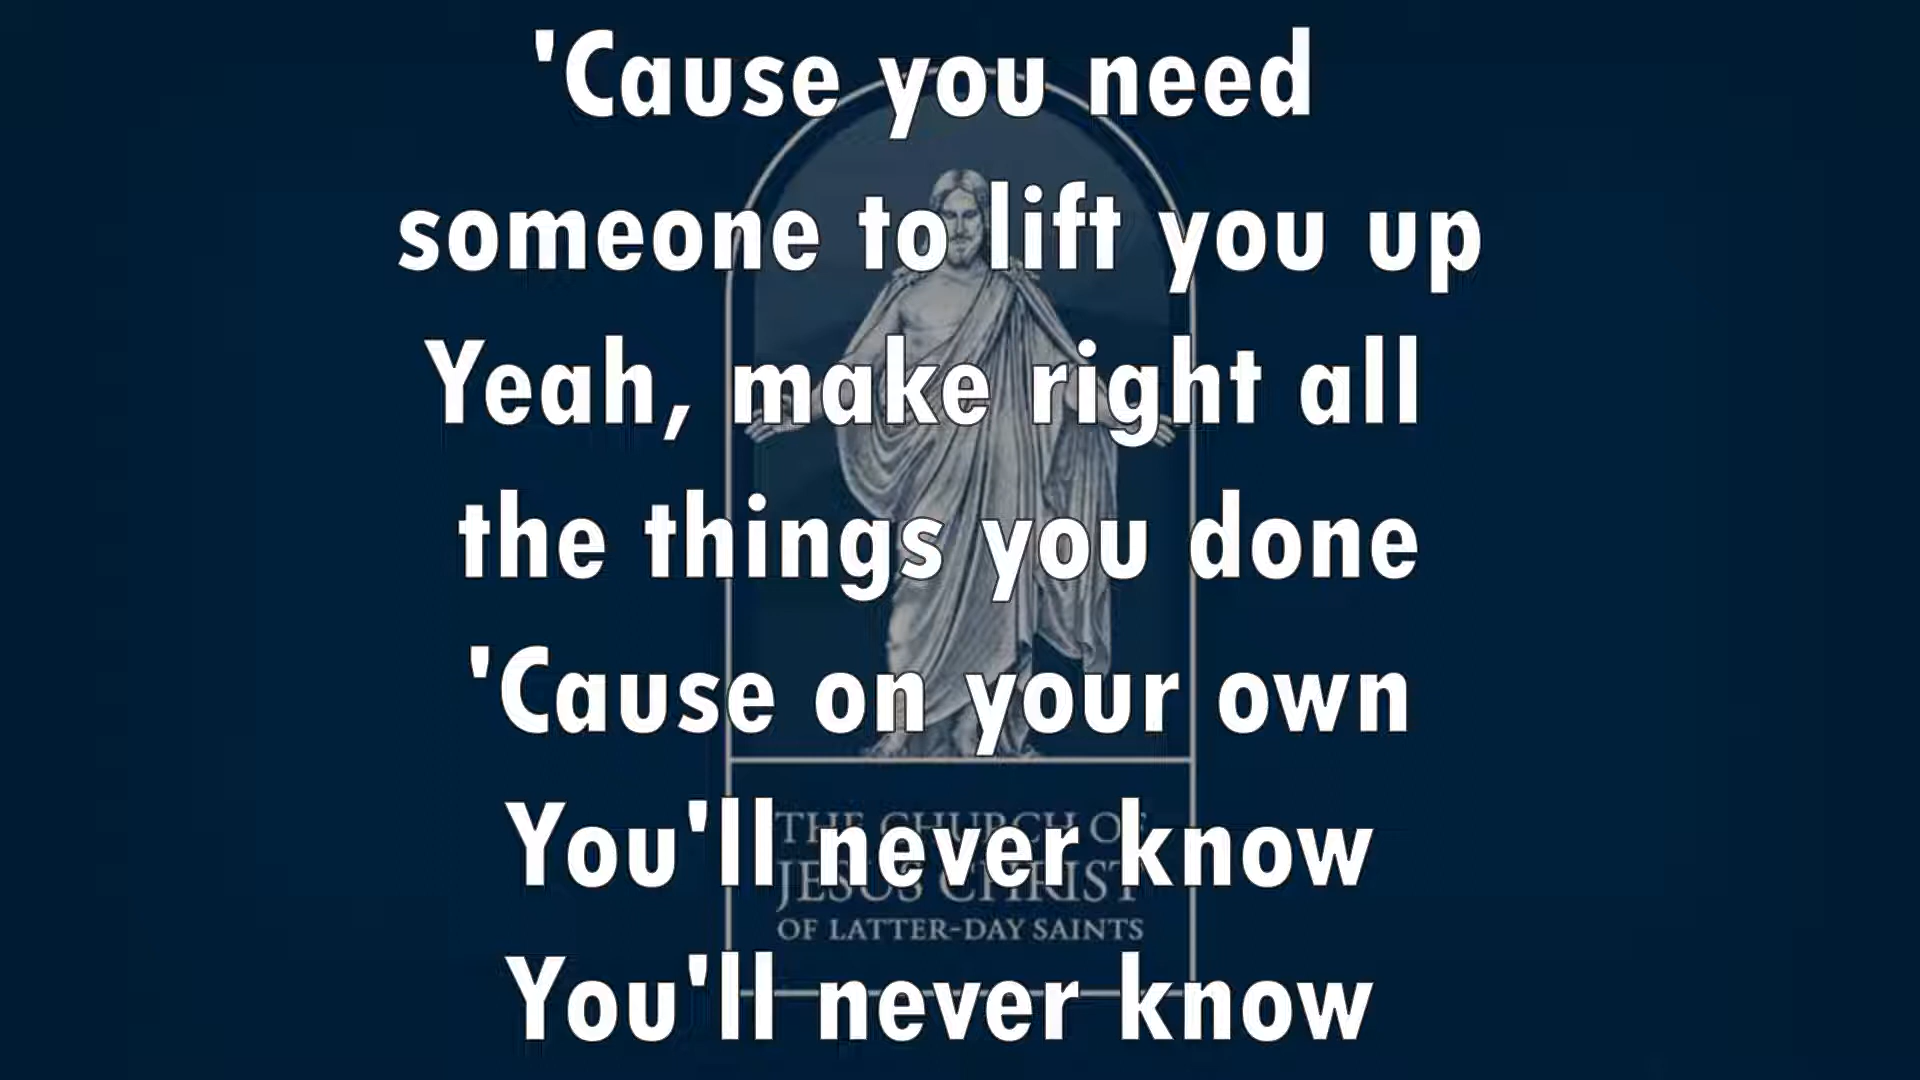 'Cause you need
someone to lift you up
Yeah, make right all
the things you done
'Cause on your own
You'll never know
THE CHURCH OF
JESUS CHRIST
OF LATTER-DAY SAINTS
You'll never know